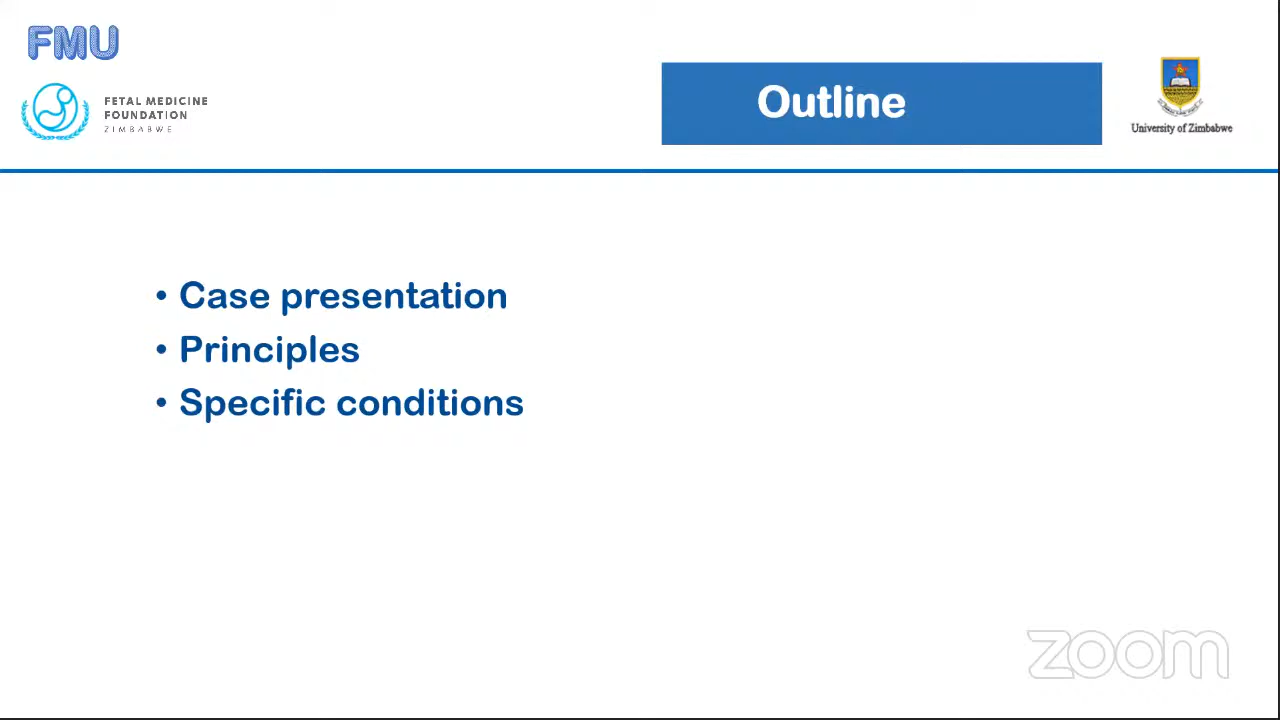 FMU
FETAL MEDICINE
FOUNDATION
ZIMBABWE
Outline
University of Zimbabwe
• Case presentation
• Principles
• Specific conditions
zoom